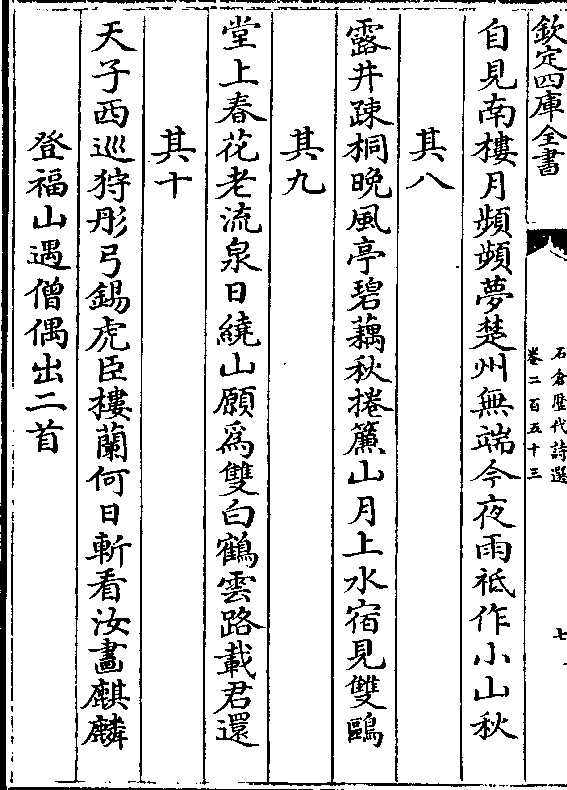 欽定四庫全書
石倉歴代詩選
卷二百五十三
七
自見南樓月頻頻夢楚州無端今夜雨祗作小山秋
其八
露井踈桐晚風亭碧藕秋捲簾山月上水宿見雙鷗
其九
堂上春花老流泉日繞山願為雙白鶴雲路載君還
其十
天子西巡狩彤弓錫虎臣樓蘭何日斬看汝畫麒麟
登福山遇僧偶出二首